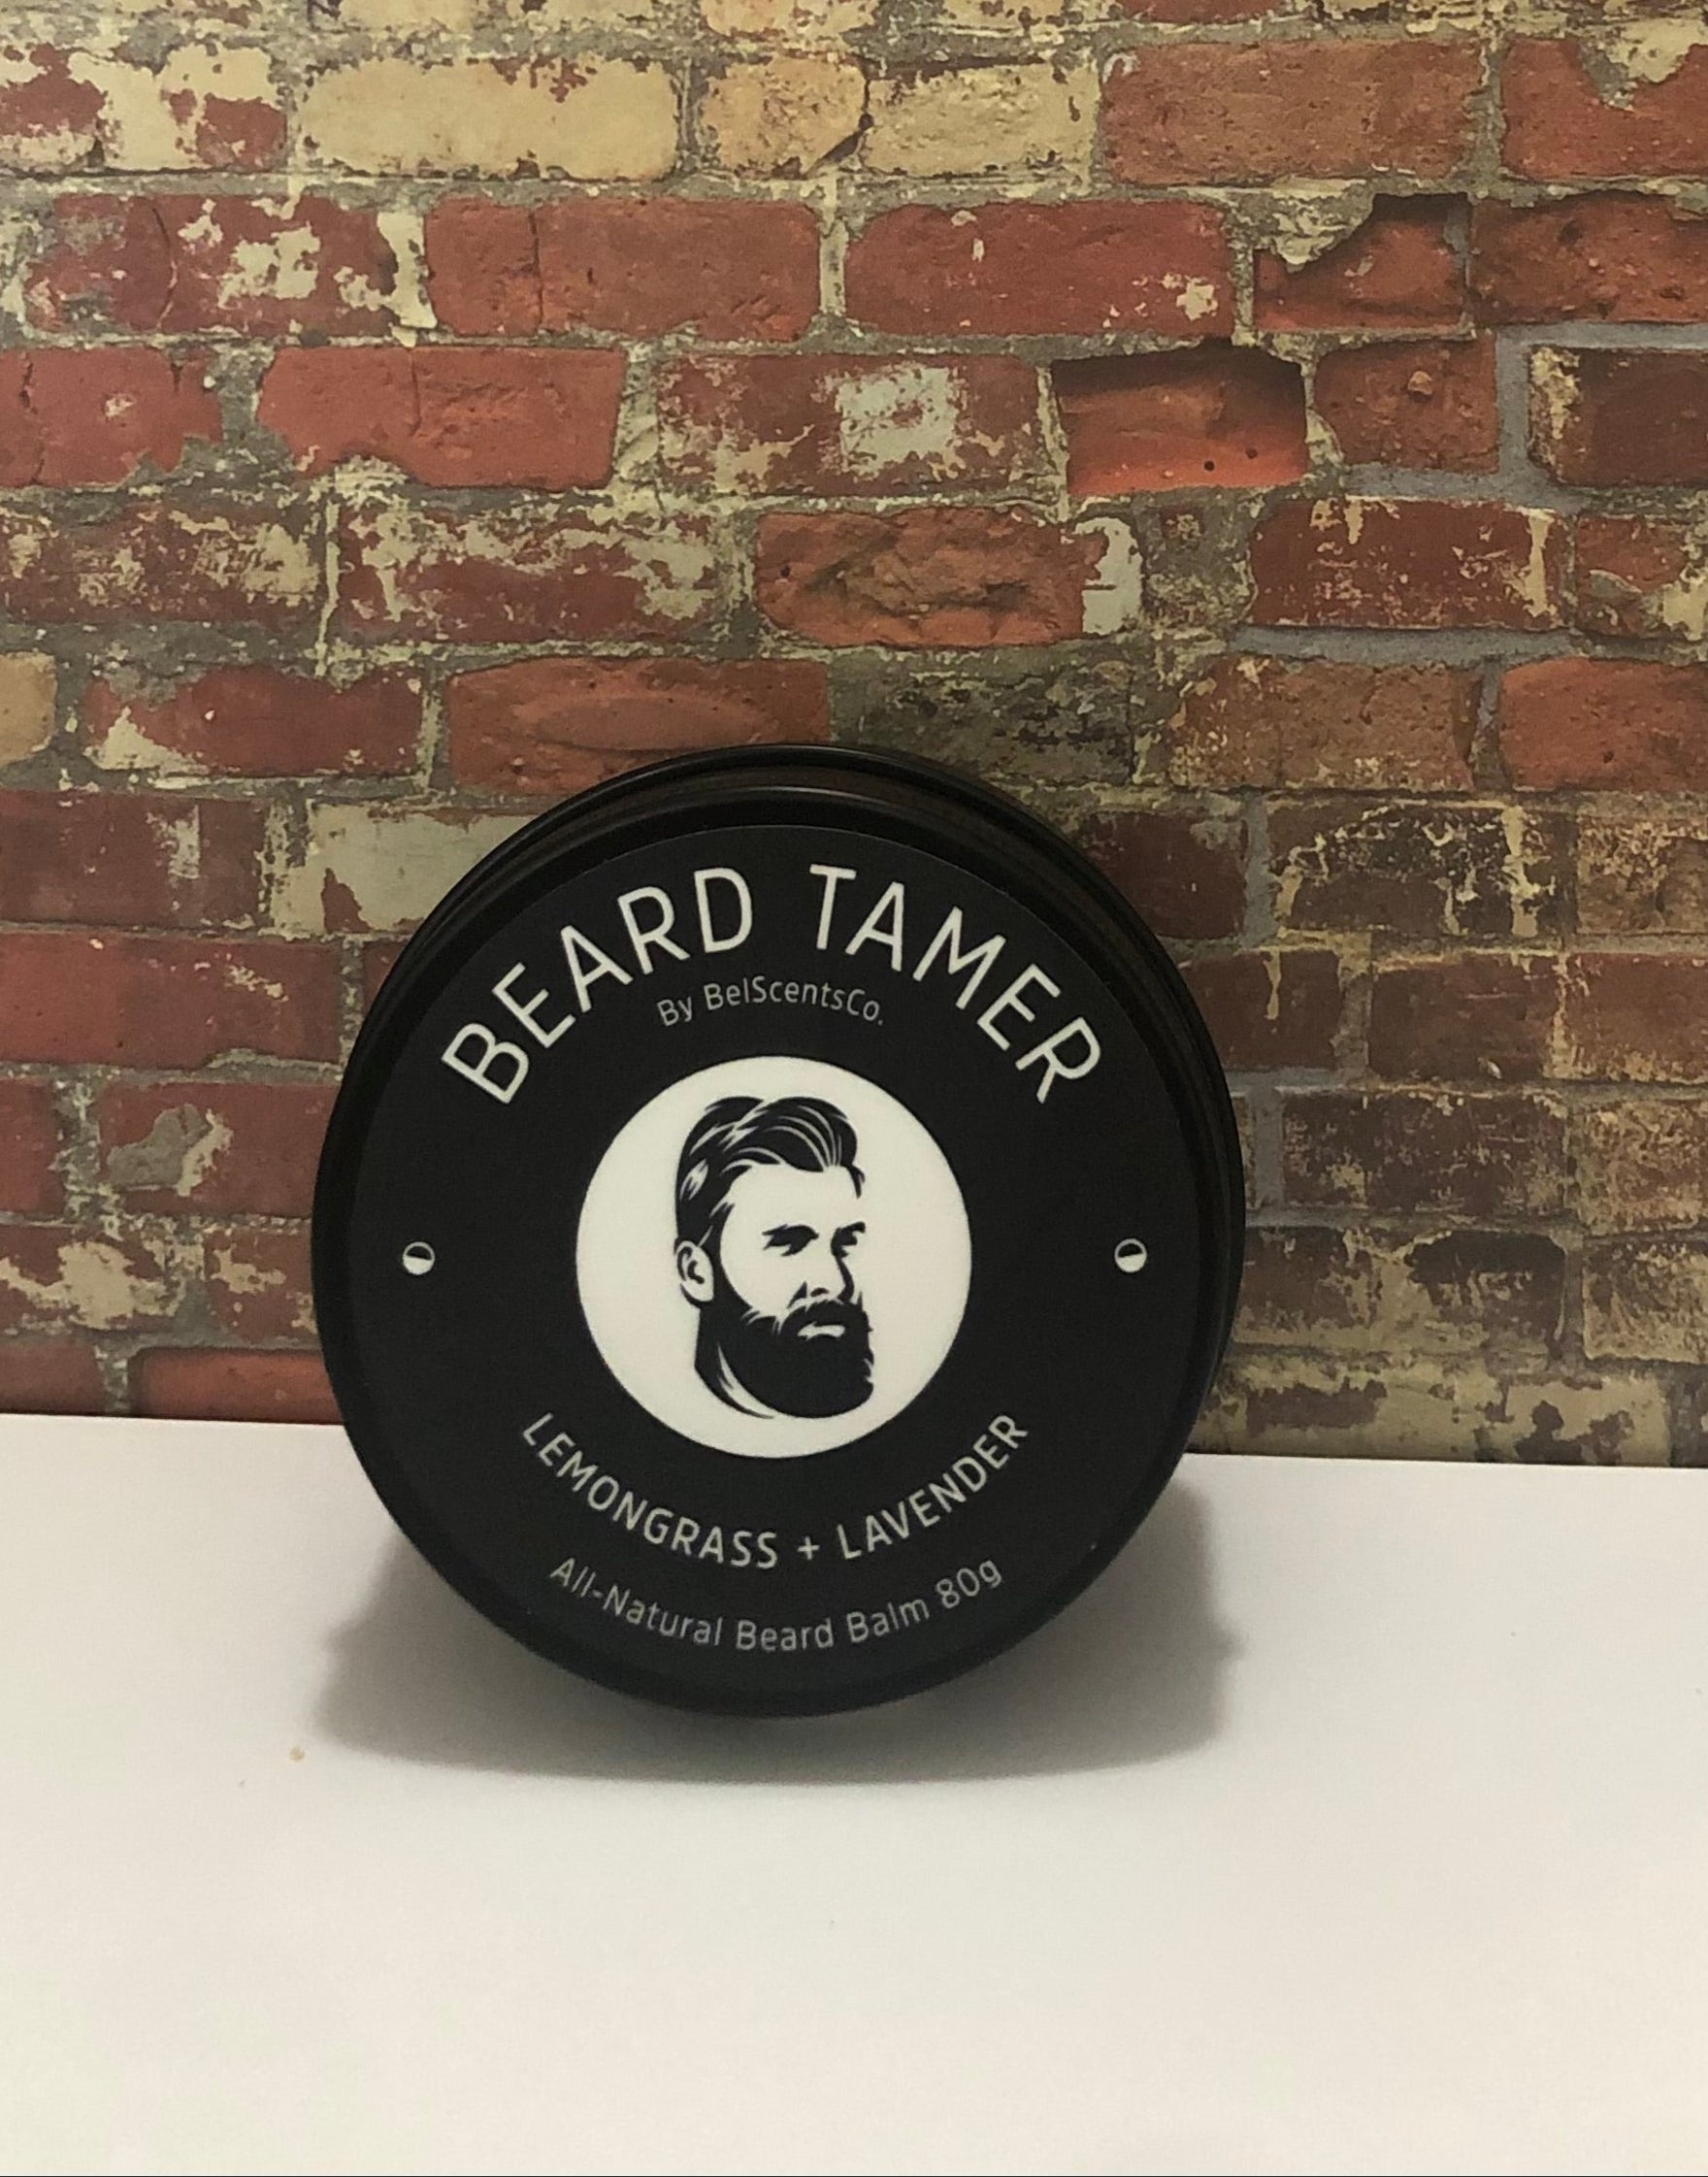 BEARD TAMER
By BelScentsCo.
LEMONGRASS + LAVENDER
All-Natural Beard Balm 80g